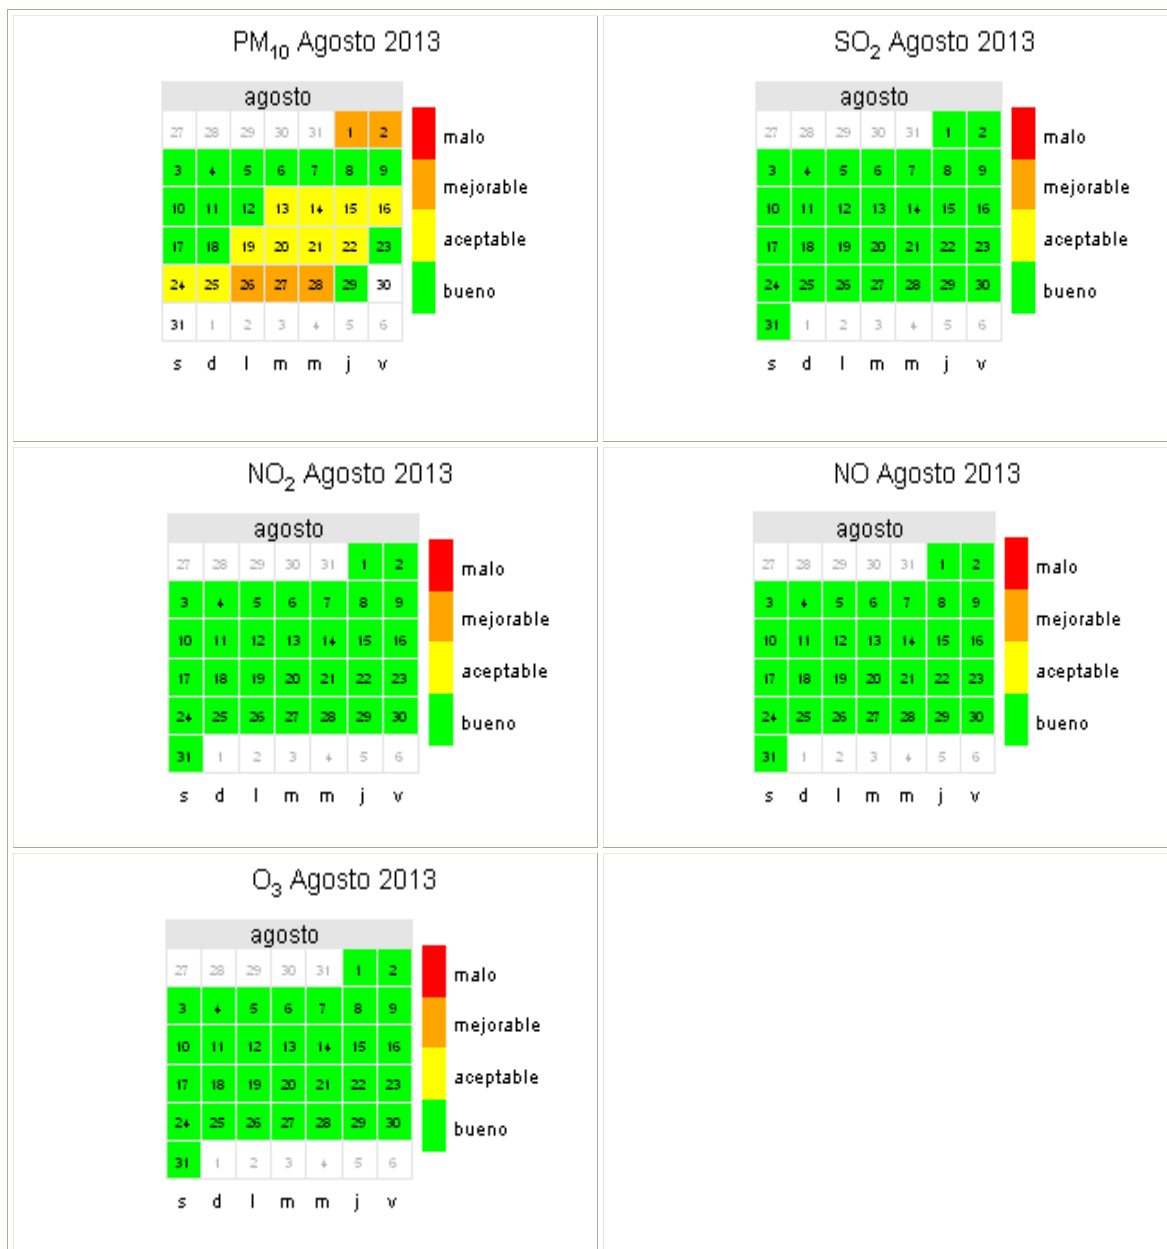 PM10 Agosto 2013
agosto
27 28 29 30 31 1 2
3 4 5 6 7 8 9
10 11 12 13 14 15 16
17 18 19 20 21 22 23
24 25 26 27 28 29 30
31 1 2 3 4 5 6
s d l m m j v
malo
mejorable
aceptable
bueno
SO2 Agosto 2013
agosto
27 28 29 30 31 1 2
3 4 5 6 7 8 9
10 11 12 13 14 15 16
17 18 19 20 21 22 23
24 25 26 27 28 29 30
31 1 2 3 4 5 6
s d l m m j v
malo
mejorable
aceptable
bueno
NO2 Agosto 2013
agosto
27 28 29 30 31 1 2
3 4 5 6 7 8 9
10 11 12 13 14 15 16
17 18 19 20 21 22 23
24 25 26 27 28 29 30
31 1 2 3 4 5 6
s d l m m j v
malo
mejorable
aceptable
bueno
NO Agosto 2013
agosto
27 28 29 30 31 1 2
3 4 5 6 7 8 9
10 11 12 13 14 15 16
17 18 19 20 21 22 23
24 25 26 27 28 29 30
31 1 2 3 4 5 6
s d l m m j v
malo
mejorable
aceptable
bueno
O3 Agosto 2013
agosto
27 28 29 30 31 1 2
3 4 5 6 7 8 9
10 11 12 13 14 15 16
17 18 19 20 21 22 23
24 25 26 27 28 29 30
31 1 2 3 4 5 6
s d l m m j v
malo
mejorable
aceptable
bueno